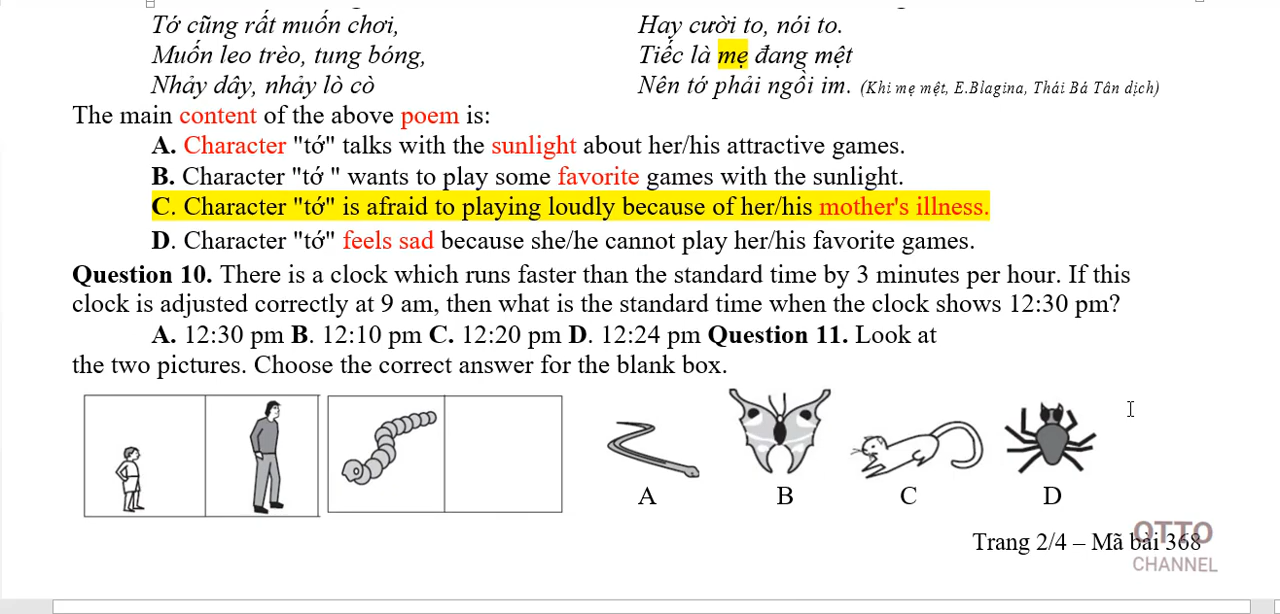 Tớ cũng rất muốn chơi,
Muốn leo trèo, tung bóng,
Nhảy dây, nhảy lò cò
Hay cười to, nói to.
Tiếc là mẹ đang mệt
Nên tớ phải ngồi im. (Khi mẹ mệt, E.Blagina, Thái Bá Tân dịch)
The main content of the above poem is:
A. Character "tớ" talks with the sunlight about her/his attractive games.
B. Character "tớ " wants to play some favorite games with the sunlight.
C. Character "tớ" is afraid to playing loudly because of her/his mother's illness.
D. Character "tớ" feels sad because she/he cannot play her/his favorite games.
Question 10. There is a clock which runs faster than the standard time by 3 minutes per hour. If this
clock is adjusted correctly at 9 am, then what is the standard time when the clock shows 12:30 pm?
A. 12:30 pm B. 12:10 pm C. 12:20 pm D. 12:24 pm Question 11. Look at
the two pictures. Choose the correct answer for the blank box.
A B C D
Trang 2/4 – Mã bài 368
OTTO
CHANNEL